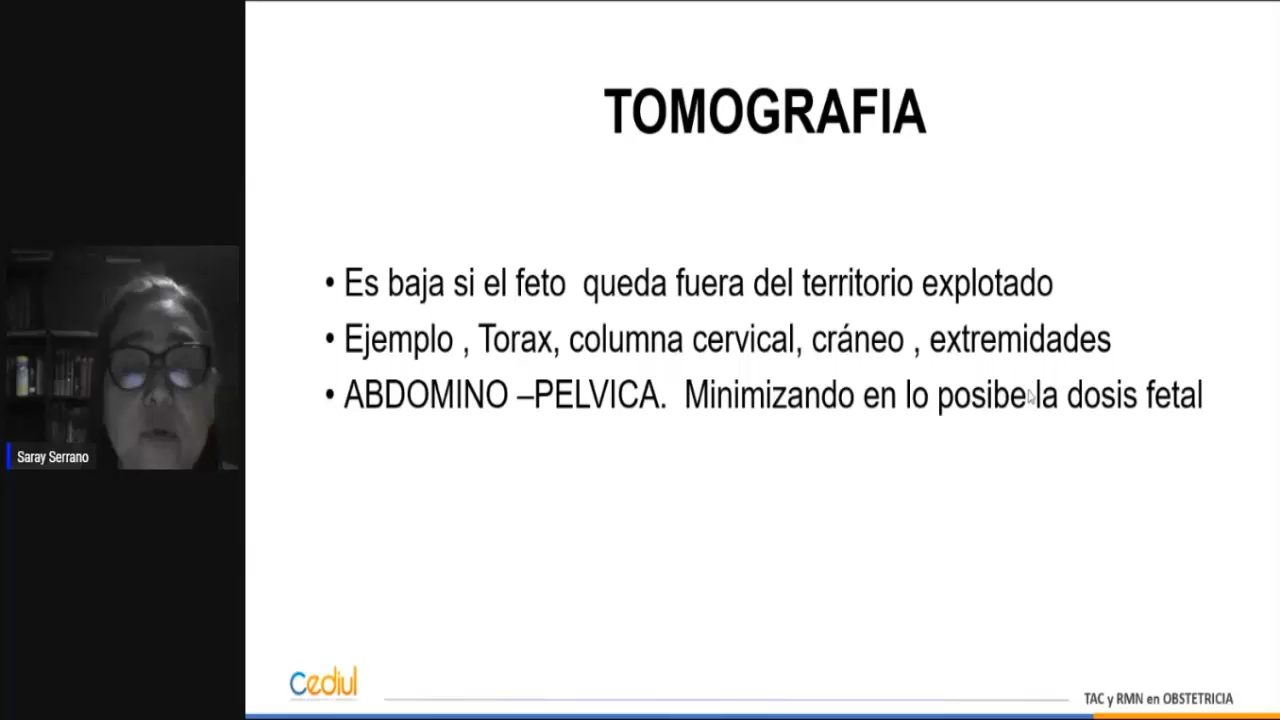 TOMOGRAFIA
• Es baja si el feto queda fuera del territorio explotado
• Ejemplo , Torax, columna cervical, cráneo , extremidades
• ABDOMINO –PELVICA. Minimizando en lo posibe la dosis fetal
Saray Serrano
Cediul
TAC y RMN en OBSTETRICIA